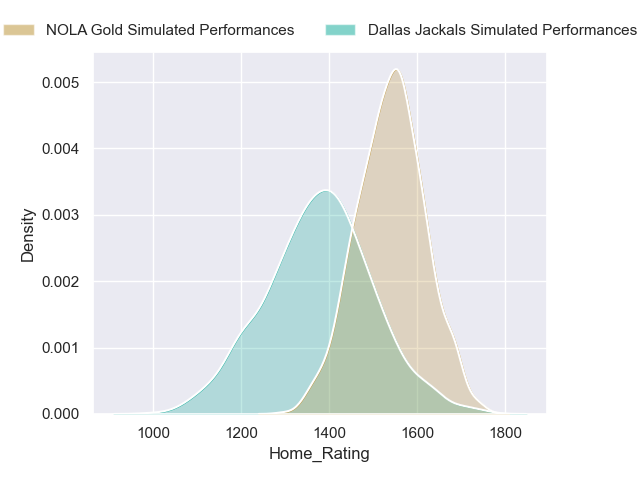 NOLA Gold Simulated Performances
Dallas Jackals Simulated Performances
0.005
0.004
0.003
0.002
0.001
0.000
Density
1000
1200
1400
1600
1800
Home_Rating